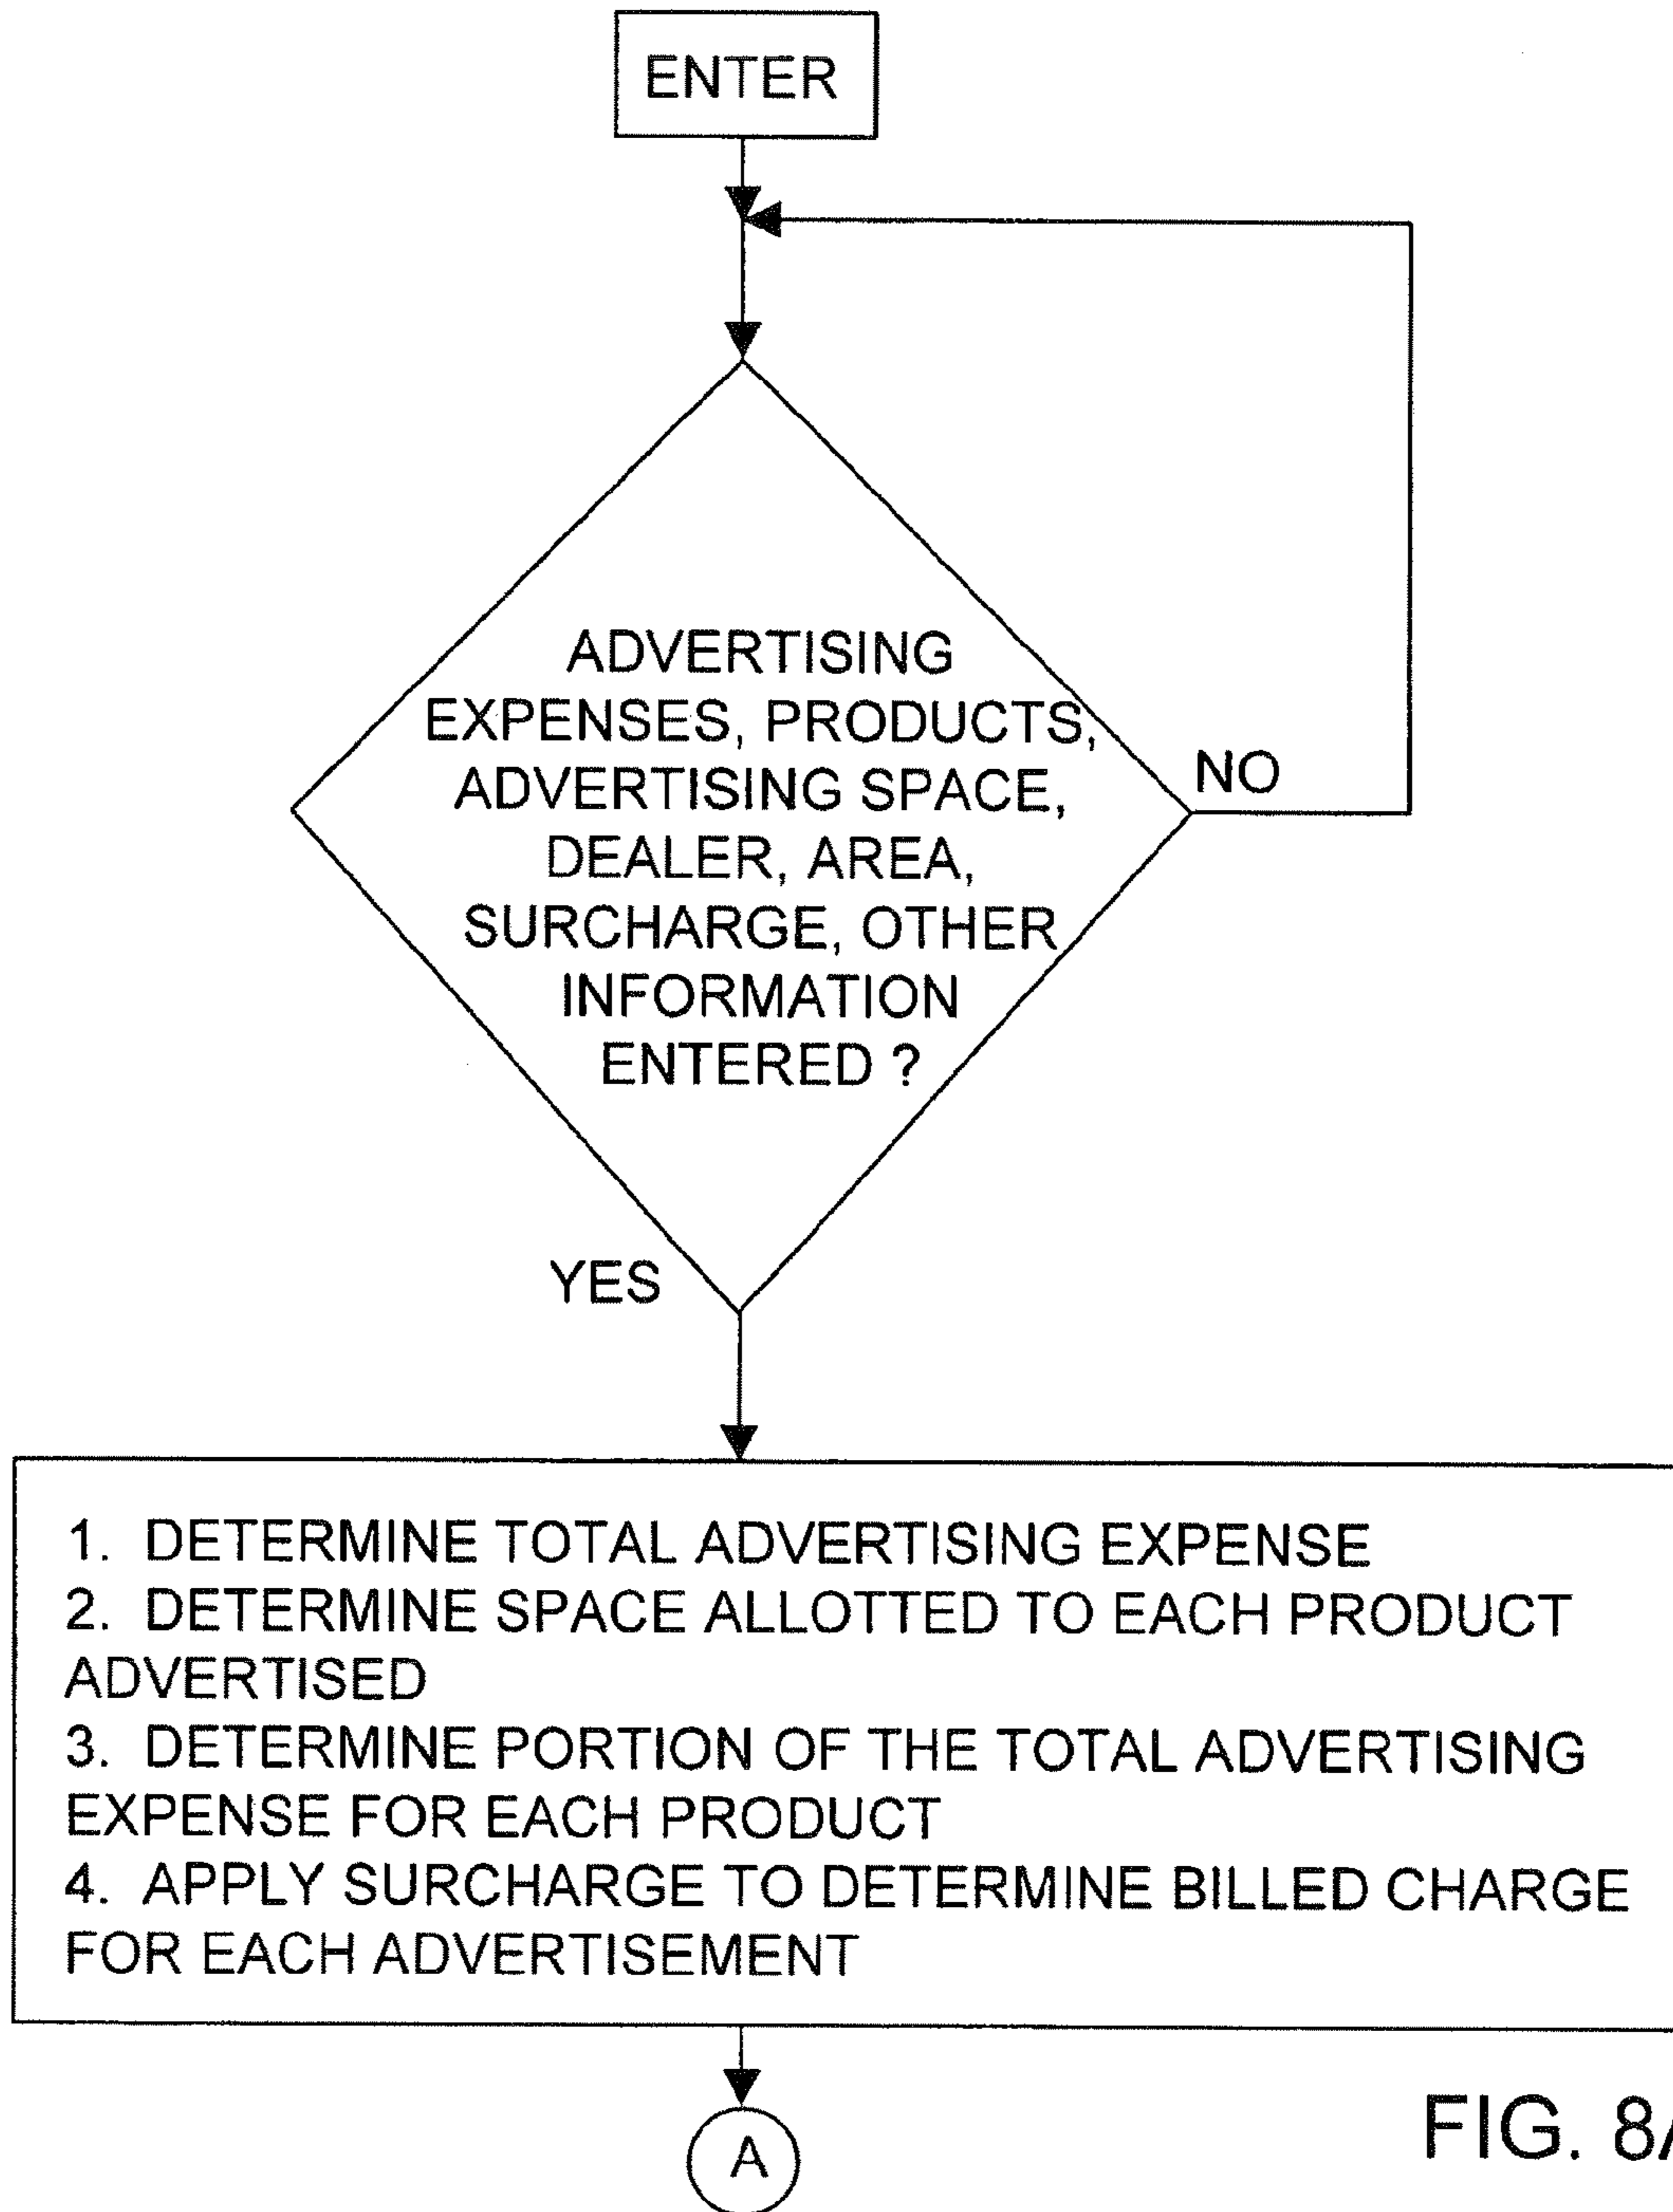 ENTER
ADVERTISING
EXPENSES, PRODUCTS,
ADVERTISING SPACE,
DEALER, AREA,
SURCHARGE, OTHER
INFORMATION
ENTERED ?
NO
YES
1. DETERMINE TOTAL ADVERTISING EXPENSE
2. DETERMINE SPACE ALLOTTED TO EACH PRODUCT
ADVERTISED
3. DETERMINE PORTION OF THE TOTAL ADVERTISING
EXPENSE FOR EACH PRODUCT
4. APPLY SURCHARGE TO DETERMINE BILLED CHARGE
FOR EACH ADVERTISEMENT
A
FIG. 8A